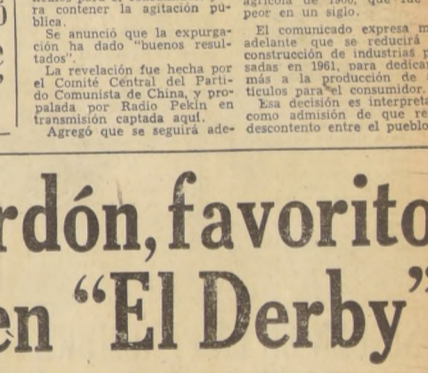 ra contener la agitación pú-
blica.
Se anunció que la expurga-
ción ha dado "buenos resul-
tados".
La revelación fue hecha por
el Comité Central del Parti-
do Comunista de China, y pro-
palada por Radio Pekín en
transmisión captada aquí.
Agregó que se seguirá ade-
peor en un siglo.
El comunicado expresa m
adelante que se reducirá
construcción de industrias p
sadas en 1961, para dedica
más a la producción de
tículos para el consumidor.
Esa decisión es interpreta
como admisión de que re
descontento entre el pueblo
rdón, favorito
en “El Derby”